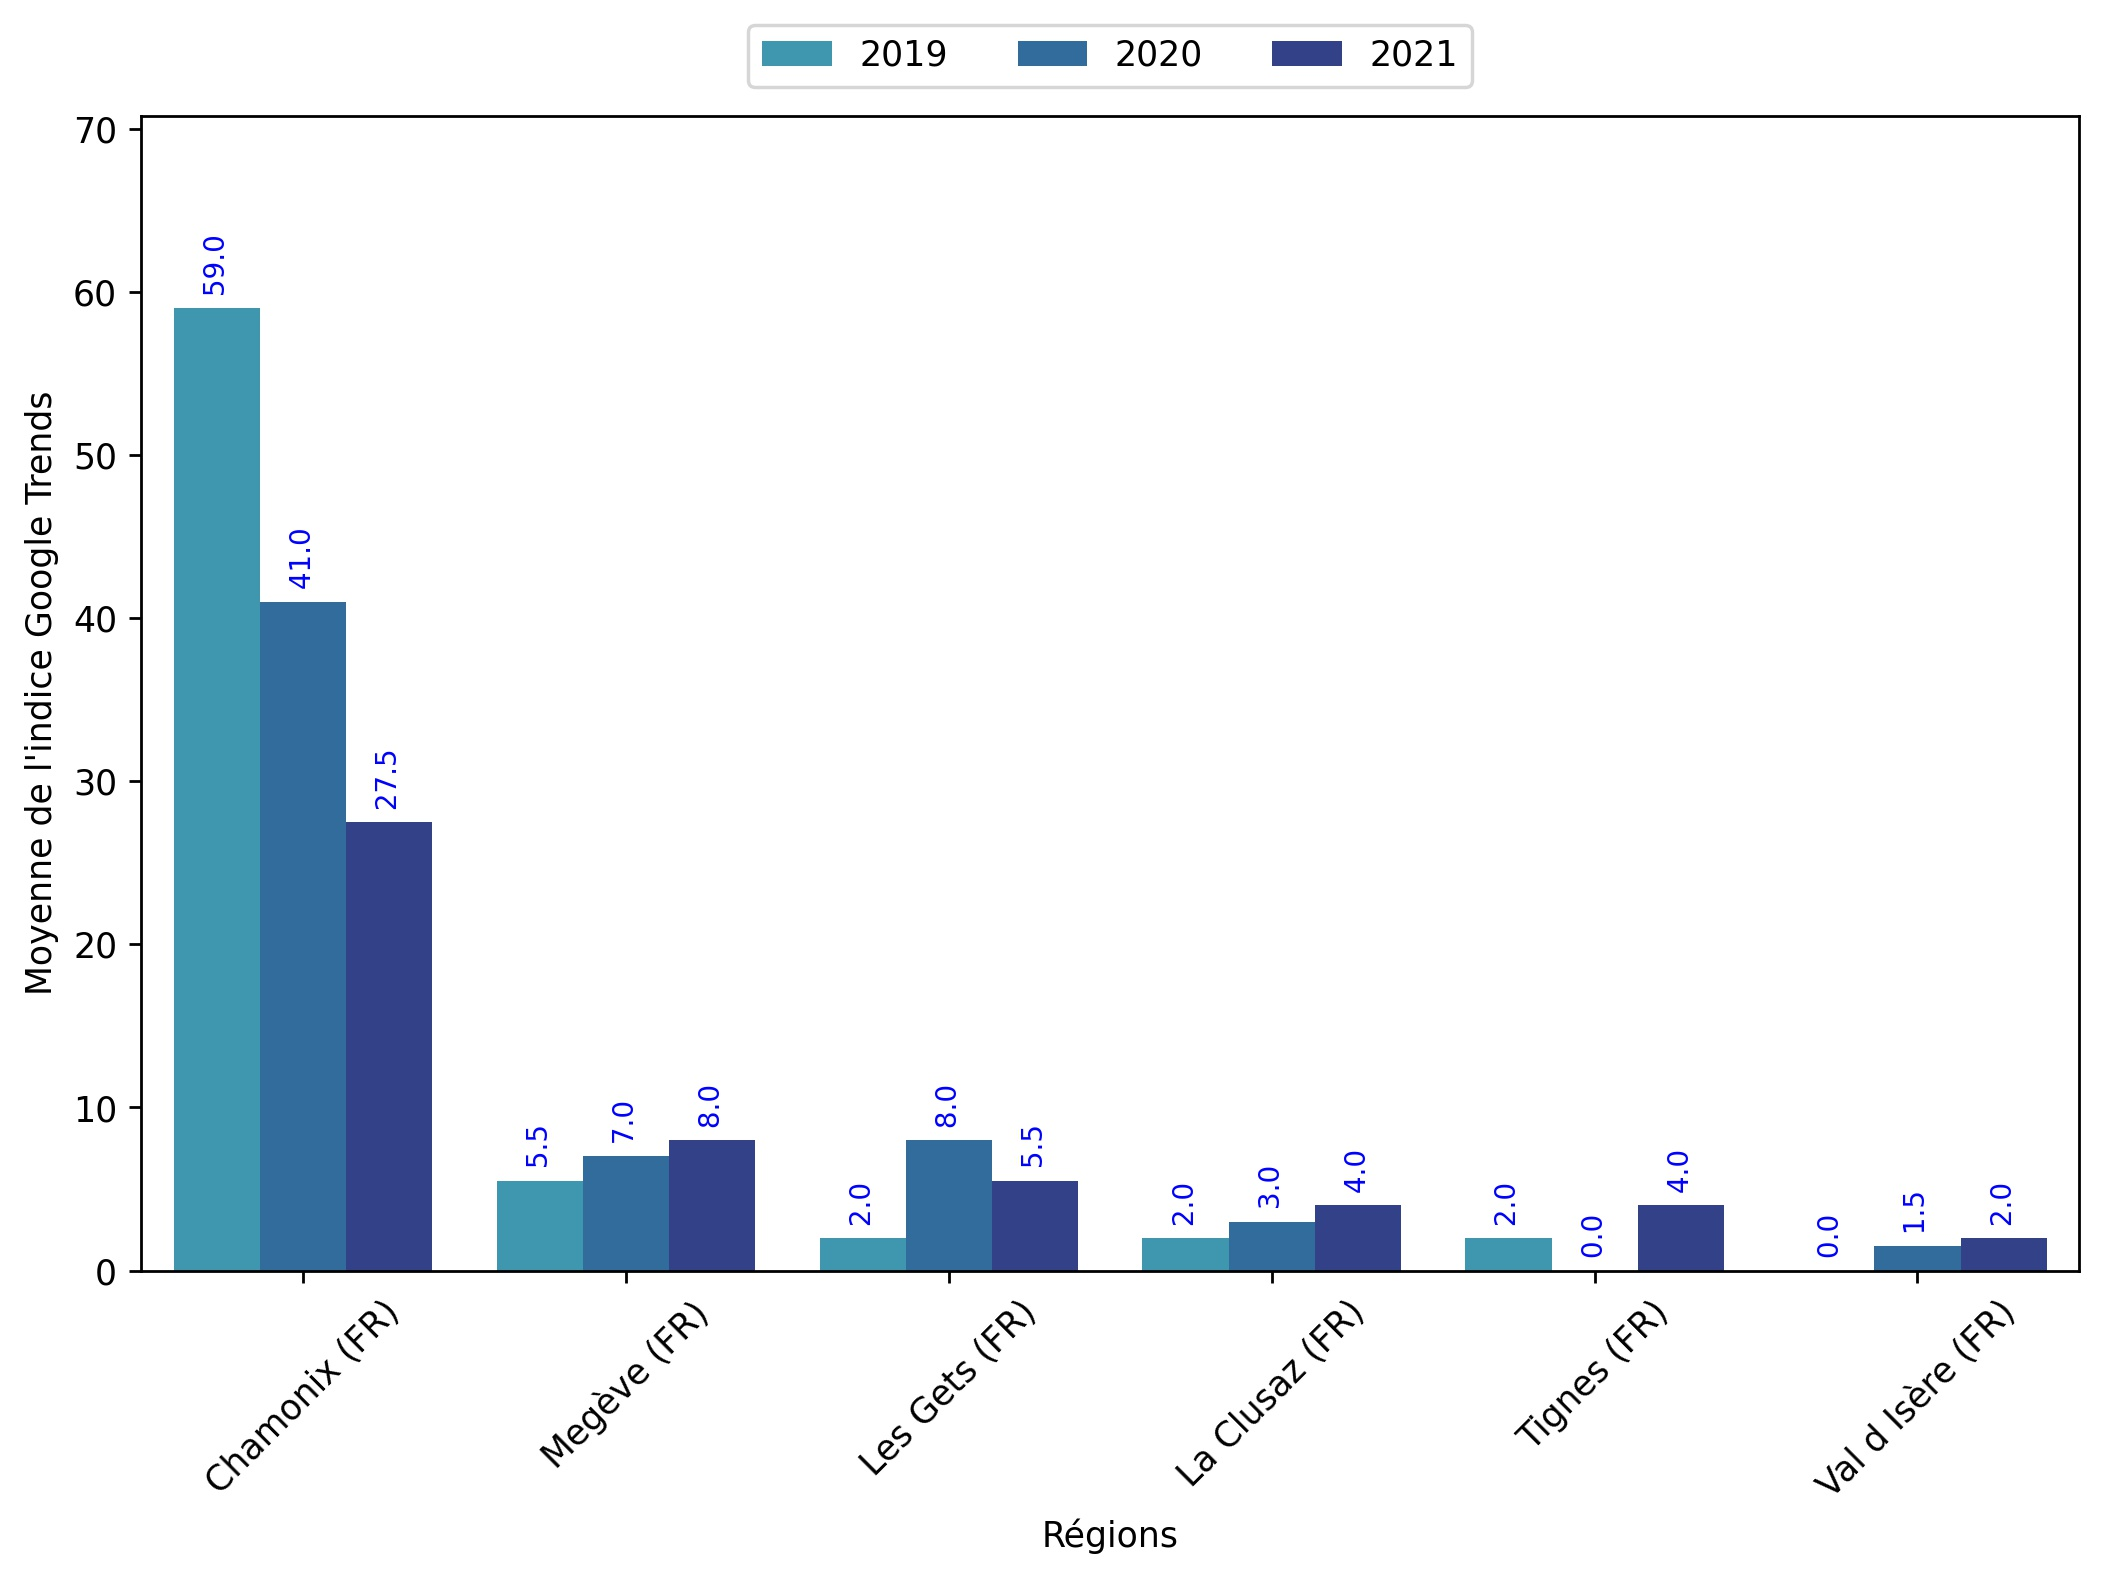 2019 2020 2021
70
60
50
40
30
20
10
0
Moyenne de l'indice Google Trends
59.0 41.0 27.5
5.5 7.0 8.0
2.0 8.0 5.5
2.0 3.0 4.0
2.0 0.0 4.0
0.0 1.5 2.0
Chamonix (FR)
Megève (FR)
Les Gets (FR)
La Clusaz (FR)
Tignes (FR)
Val d Isère (FR)
Régions